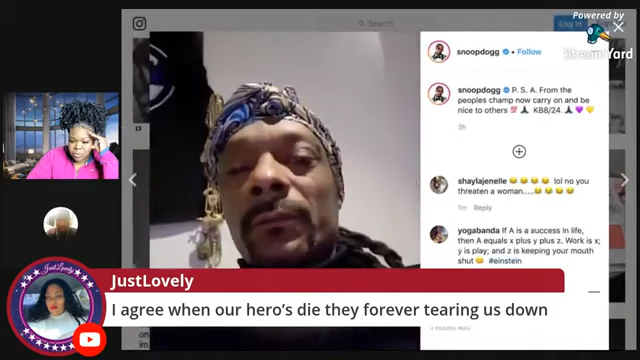 Powered by
StreamYard
Search
Log In
snoopdogg • Follow
snoopdogg P. S. A. From the
peoples champ now carry on and be
nice to others 💯 🙏🏿 KB8/24. 🙏🏿 💜 💛
3h
shaylajenelle 😂 😂 😂 😂 lol no you
threaten a woman.....😂 😂 😂 😂
1m Reply
yogabanda If A is a success in life,
then A equals x plus y plus z. Work is x;
y is play; and z is keeping your mouth
shut 😄 #einstein
JustLovely
JustLovely
I agree when our hero's die they forever tearing us down